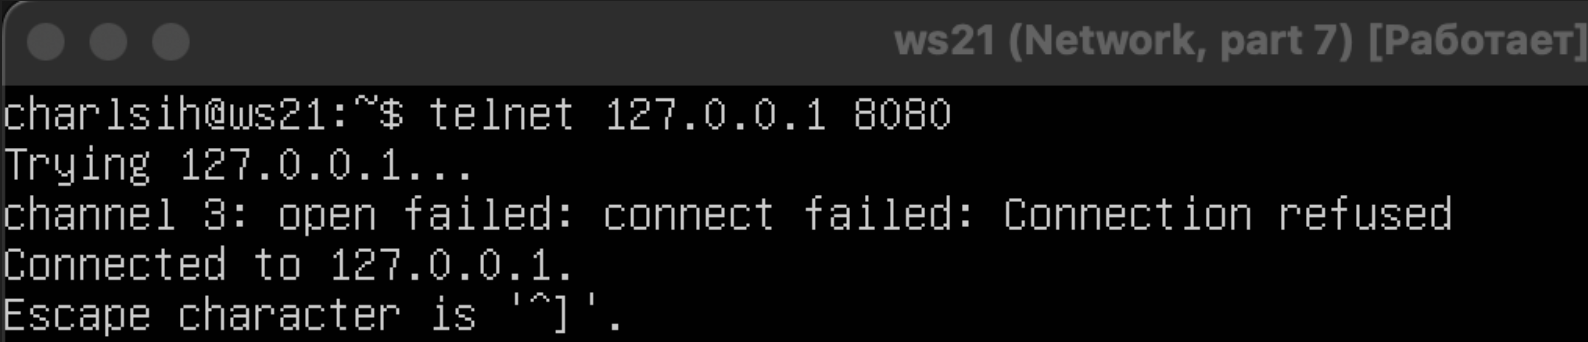 ws21 (Network, part 7) [Работает]
charlsih@ws21:~$ telnet 127.0.0.1 8080
Trying 127.0.0.1...
channel 3: open failed: connect failed: Connection refused
Connected to 127.0.0.1.
Escape character is '^]'.